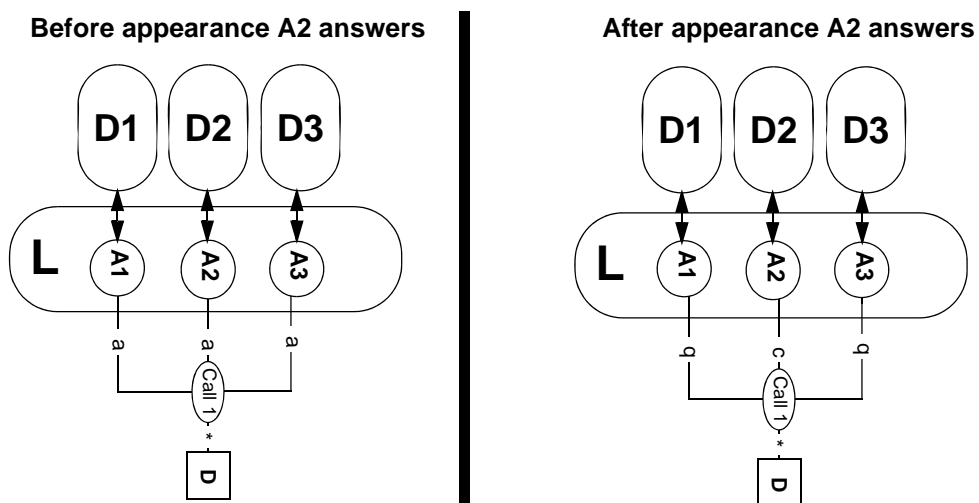 Before appearance A2 answers
After appearance A2 answers
D1 D2 D3
D1 D2 D3
L A1 A2 A3
L A1 A2 A3
a a a
q c q
Call 1
Call 1
*
*
D
D